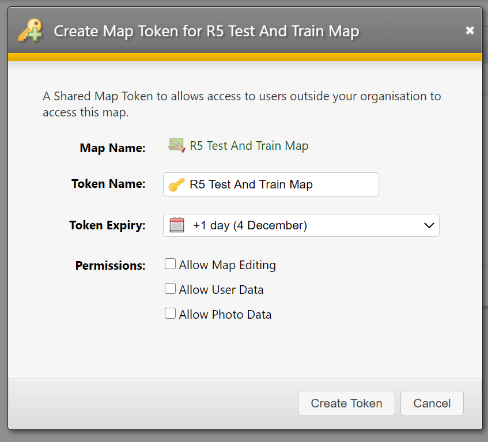 Create Map Token for R5 Test And Train Map
A Shared Map Token to allows access to users outside your organisation to
access this map.
Map Name: R5 Test And Train Map
Token Name: R5 Test And Train Map
Token Expiry: +1 day (4 December)
Permissions: Allow Map Editing
Allow User Data
Allow Photo Data
Create Token Cancel